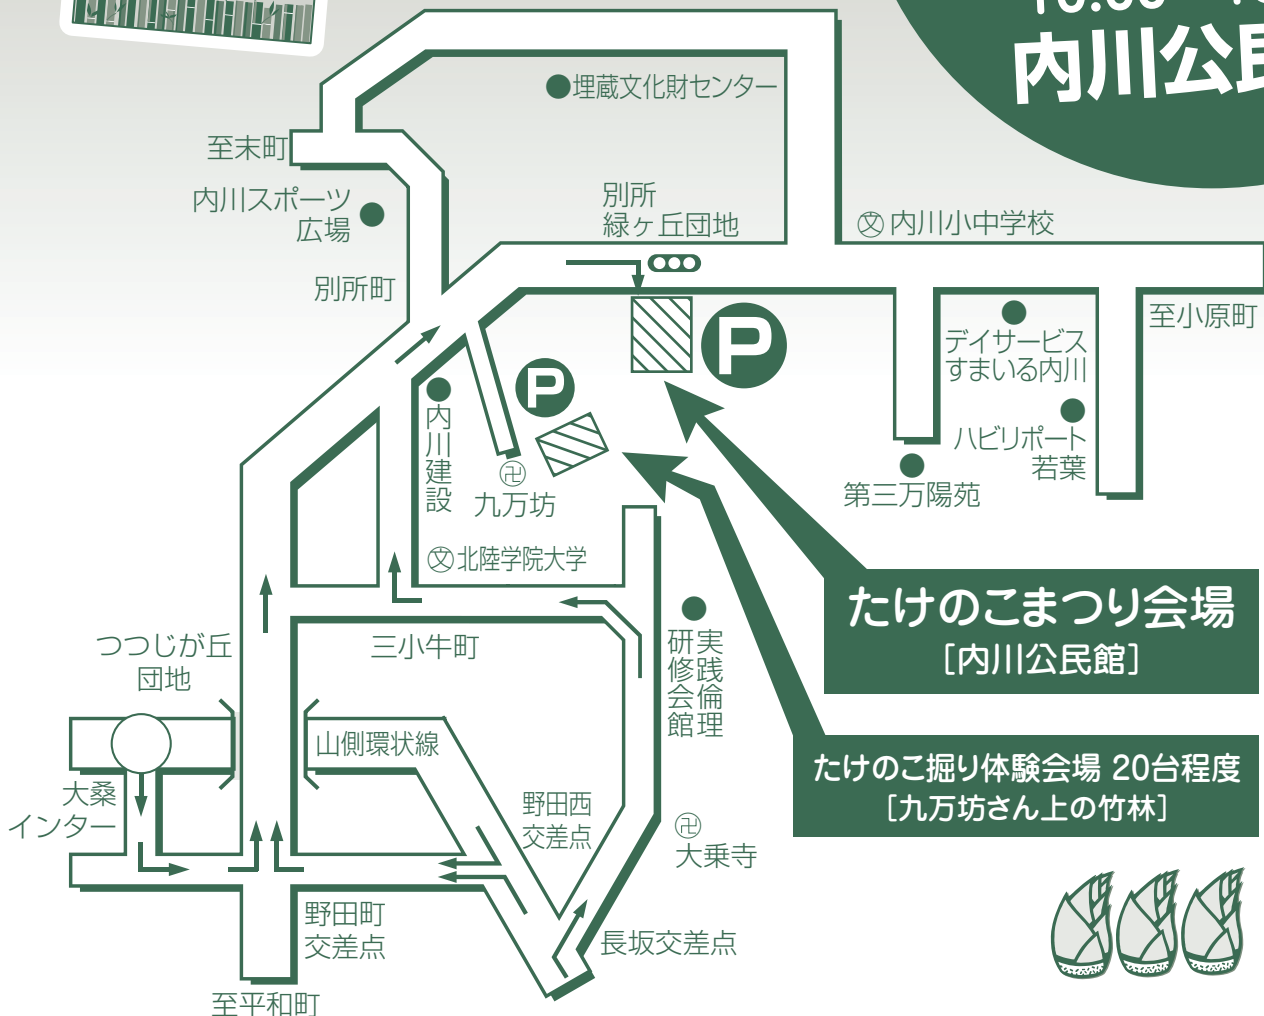 内川公民
埋蔵文化財センター
至末町
内川スポーツ
広場
別所
緑ヶ丘団地
文 内川小中学校
別所町
至小原町
デイサービス
すまいる内川
P
P
内川建設
ハビリポート
若葉
卍
九万坊
第三万陽苑
文 北陸学院大学
たけのこまつり会場
[内川公民館]
つつじが丘
団地
三小牛町
実践倫理
研修会館
山側環状線
たけのこ掘り体験会場 20台程度
[九万坊さん上の竹林]
大桑
インター
野田西
交差点
卍
大乗寺
野田町
交差点
長坂交差点
至平和町